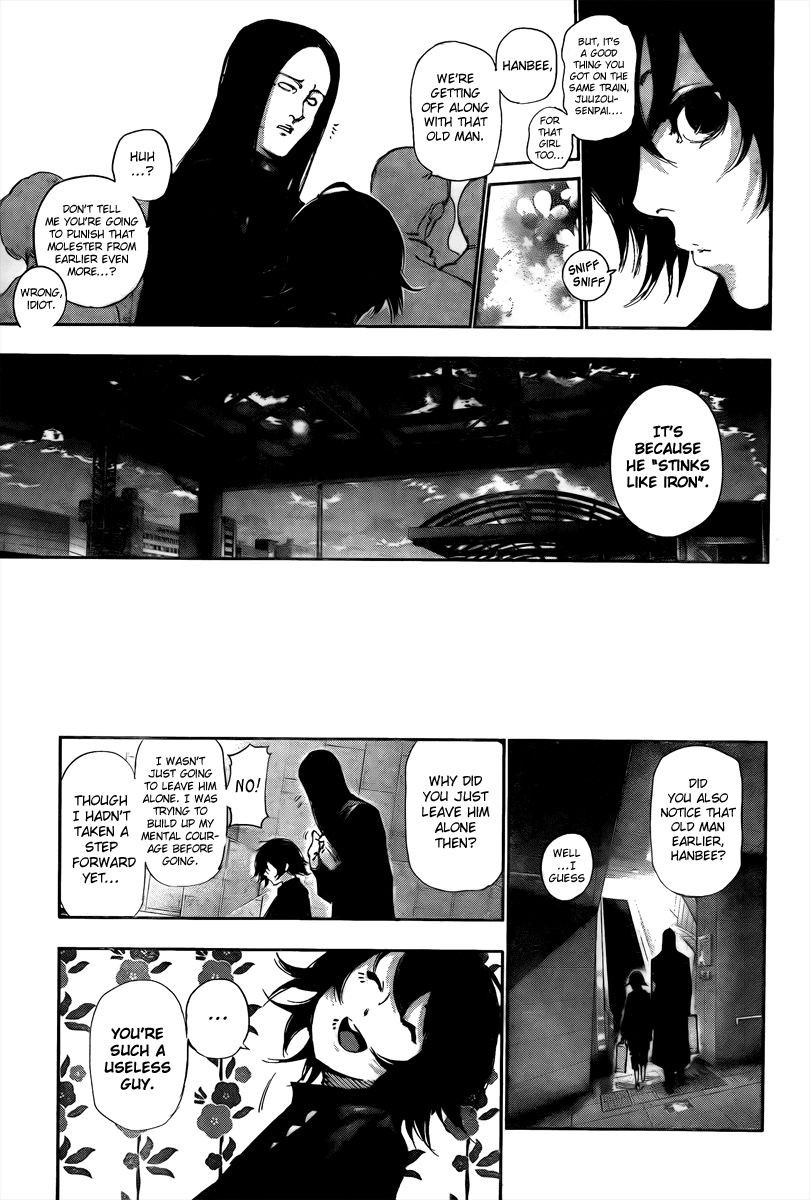 BUT, IT'S
A GOOD
THING YOU
GOT ON THE
SAME TRAIN,
JUUZOU-
SENPAI....
FOR
THAT
GIRL
TOO...
SNIFF
SNIFF
HANBEE,
WE'RE
GETTING
OFF ALONG
WITH THAT
OLD MAN.
HUH
...?
DON'T TELL
ME YOU'RE GOING
TO PUNISH THAT
MOLESTER FROM
EARLIER EVEN
MORE...?
WRONG,
IDIOT.
IT'S
BECAUSE
HE "STINKS
LIKE IRON".
DID
YOU ALSO
NOTICE THAT
OLD MAN
EARLIER,
HANBEE?
WELL
...I
GUESS
WHY DID
YOU JUST
LEAVE HIM
ALONE
THEN?
NO!
I WASN'T
JUST GOING
TO LEAVE HIM
ALONE. I WAS
TRYING TO
BUILD UP MY
MENTAL COUR-
AGE BEFORE
GOING.
THOUGH
I HADN'T
TAKEN A
STEP
FORWARD
YET...
...
YOU'RE
SUCH A
USELESS
GUY.